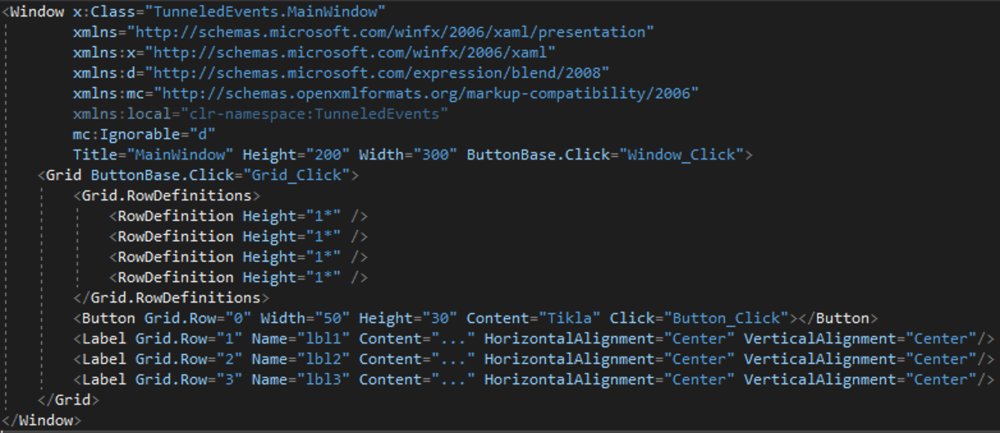 <Window x:Class="TunneledEvents.MainWindow"
        xmlns="http://schemas.microsoft.com/winfx/2006/xaml/presentation"
        xmlns:x="http://schemas.microsoft.com/winfx/2006/xaml"
        xmlns:d="http://schemas.microsoft.com/expression/blend/2008"
        xmlns:mc="http://schemas.openxmlformats.org/markup-compatibility/2006"
        xmlns:local="clr-namespace:TunneledEvents"
        mc:Ignorable="d"
        Title="MainWindow" Height="200" Width="300" ButtonBase.Click="Window_Click">
    <Grid ButtonBase.Click="Grid_Click">
        <Grid.RowDefinitions>
            <RowDefinition Height="1*" />
            <RowDefinition Height="1*" />
            <RowDefinition Height="1*" />
            <RowDefinition Height="1*" />
        </Grid.RowDefinitions>
        <Button Grid.Row="0" Width="50" Height="30" Content="Tikla" Click="Button_Click"></Button>
        <Label Grid.Row="1" Name="lbl1" Content="..." HorizontalAlignment="Center" VerticalAlignment="Center"/>
        <Label Grid.Row="2" Name="lbl2" Content="..." HorizontalAlignment="Center" VerticalAlignment="Center"/>
        <Label Grid.Row="3" Name="lbl3" Content="..." HorizontalAlignment="Center" VerticalAlignment="Center"/>
    </Grid>
</Window>